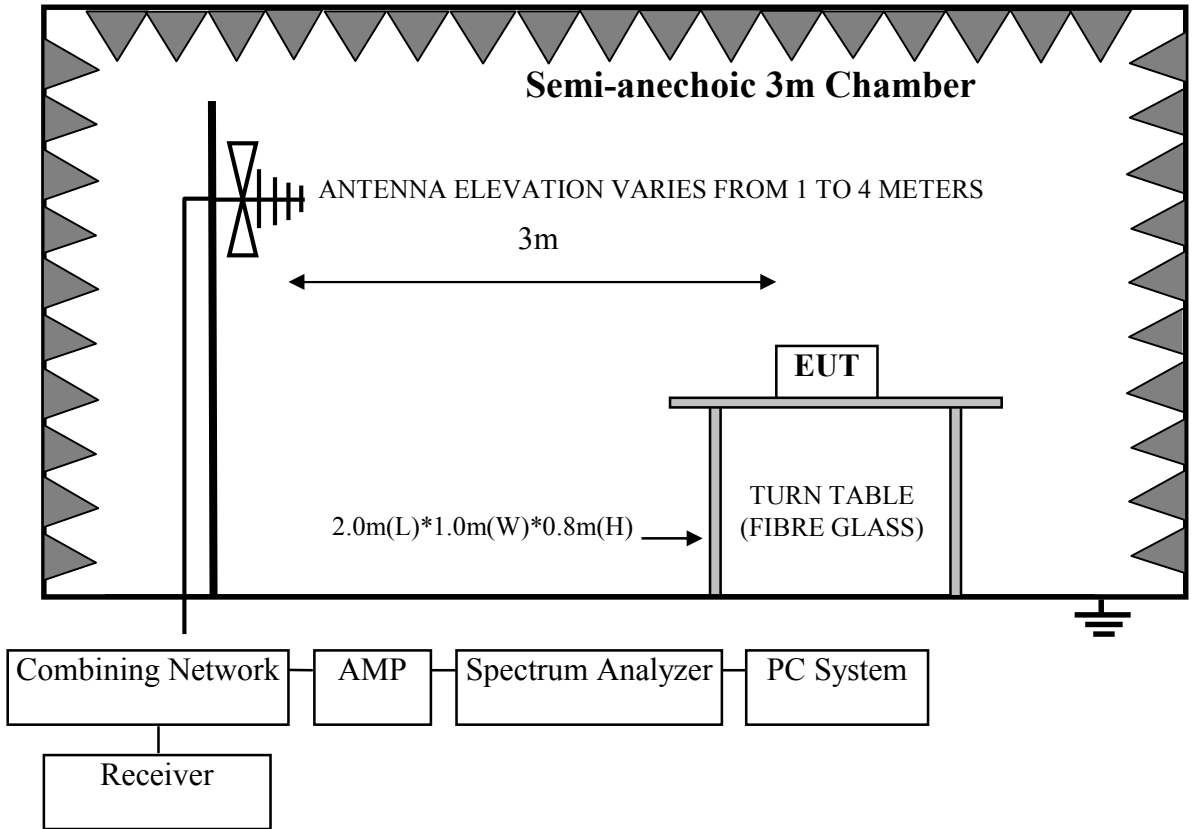 Semi-anechoic 3m Chamber
ANTENNA ELEVATION VARIES FROM 1 TO 4 METERS
3m
EUT
TURN TABLE
(FIBRE GLASS)
2.0m(L)*1.0m(W)*0.8m(H)
Combining Network
AMP
Spectrum Analyzer
PC System
Receiver